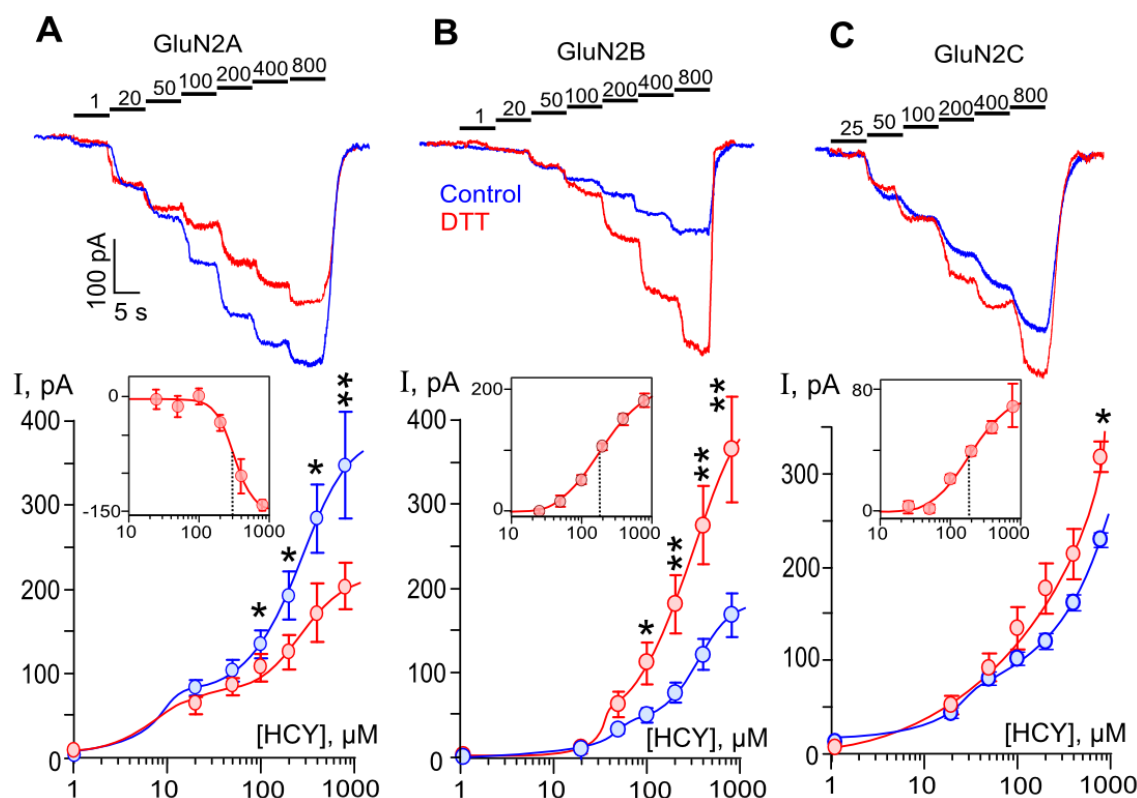 A
GluN2A
1 20 50 100 200 400 800
100 pA
5 s
B
GluN2B
1 20 50 100 200 400 800
Control
DTT
C
GluN2C
25 50 100 200 400 800
I, pA
400
300
200
100
0
0
-150
10 100 1000
*
*
*
**
[HCY], µM
1 10 100 1000
I, pA
400
300
200
100
0
200
0
10 100 1000
*
**
**
**
[HCY], µM
1 10 100 1000
I, pA
300
200
100
0
80
0
10 100 1000
*
[HCY], µM
1 10 100 1000